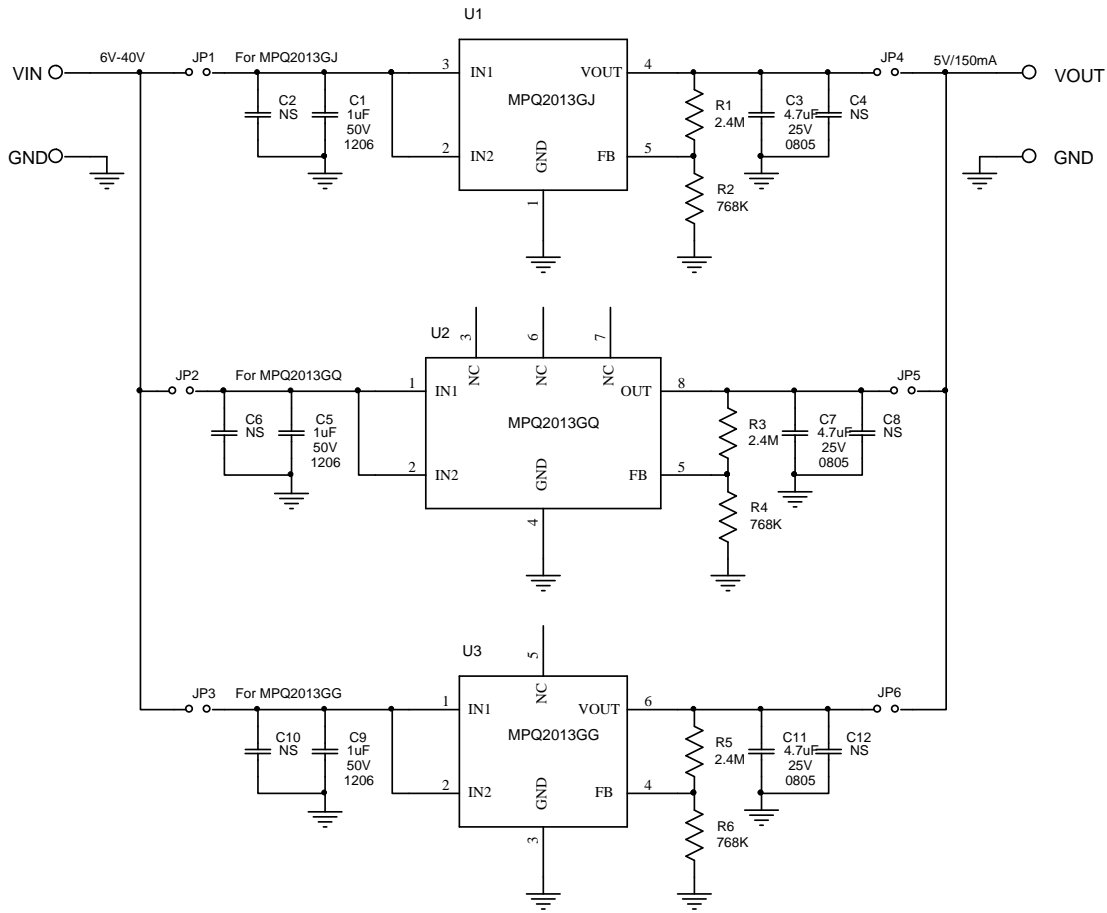 U1
6V-40V
JP1
For MPQ2013GJ
JP4
5V/150mA
VIN
3
IN1
VOUT
4
VOUT
C2
NS
C1
1uF
50V
1206
MPQ2013GJ
R1
2.4M
C3
4.7uF
25V
0805
C4
NS
GND
2
IN2
GND
FB
5
GND
R2
768K
1
U2
3
6
7
NC
NC
NC
JP2
For MPQ2013GQ
JP5
1
IN1
OUT
8
C6
NS
C5
1uF
50V
1206
MPQ2013GQ
R3
2.4M
C7
4.7uF
25V
0805
C8
NS
2
IN2
GND
FB
5
R4
768K
4
U3
5
NC
JP3
For MPQ2013GG
JP6
1
IN1
VOUT
6
C10
NS
C9
1uF
50V
1206
MPQ2013GG
R5
2.4M
C11
4.7uF
25V
0805
C12
NS
2
IN2
GND
FB
4
R6
768K
3